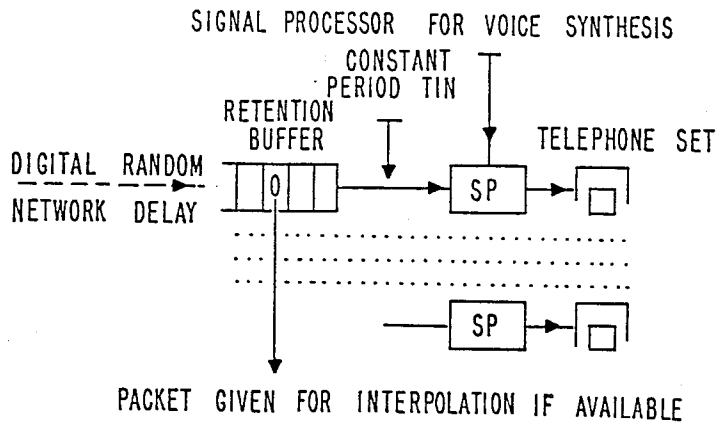 SIGNAL PROCESSOR FOR VOICE SYNTHESIS
CONSTANT
PERIOD TIN
RETENTION
BUFFER
TELEPHONE SET
DIGITAL RANDOM
NETWORK DELAY
0
SP
SP
PACKET GIVEN FOR INTERPOLATION IF AVAILABLE